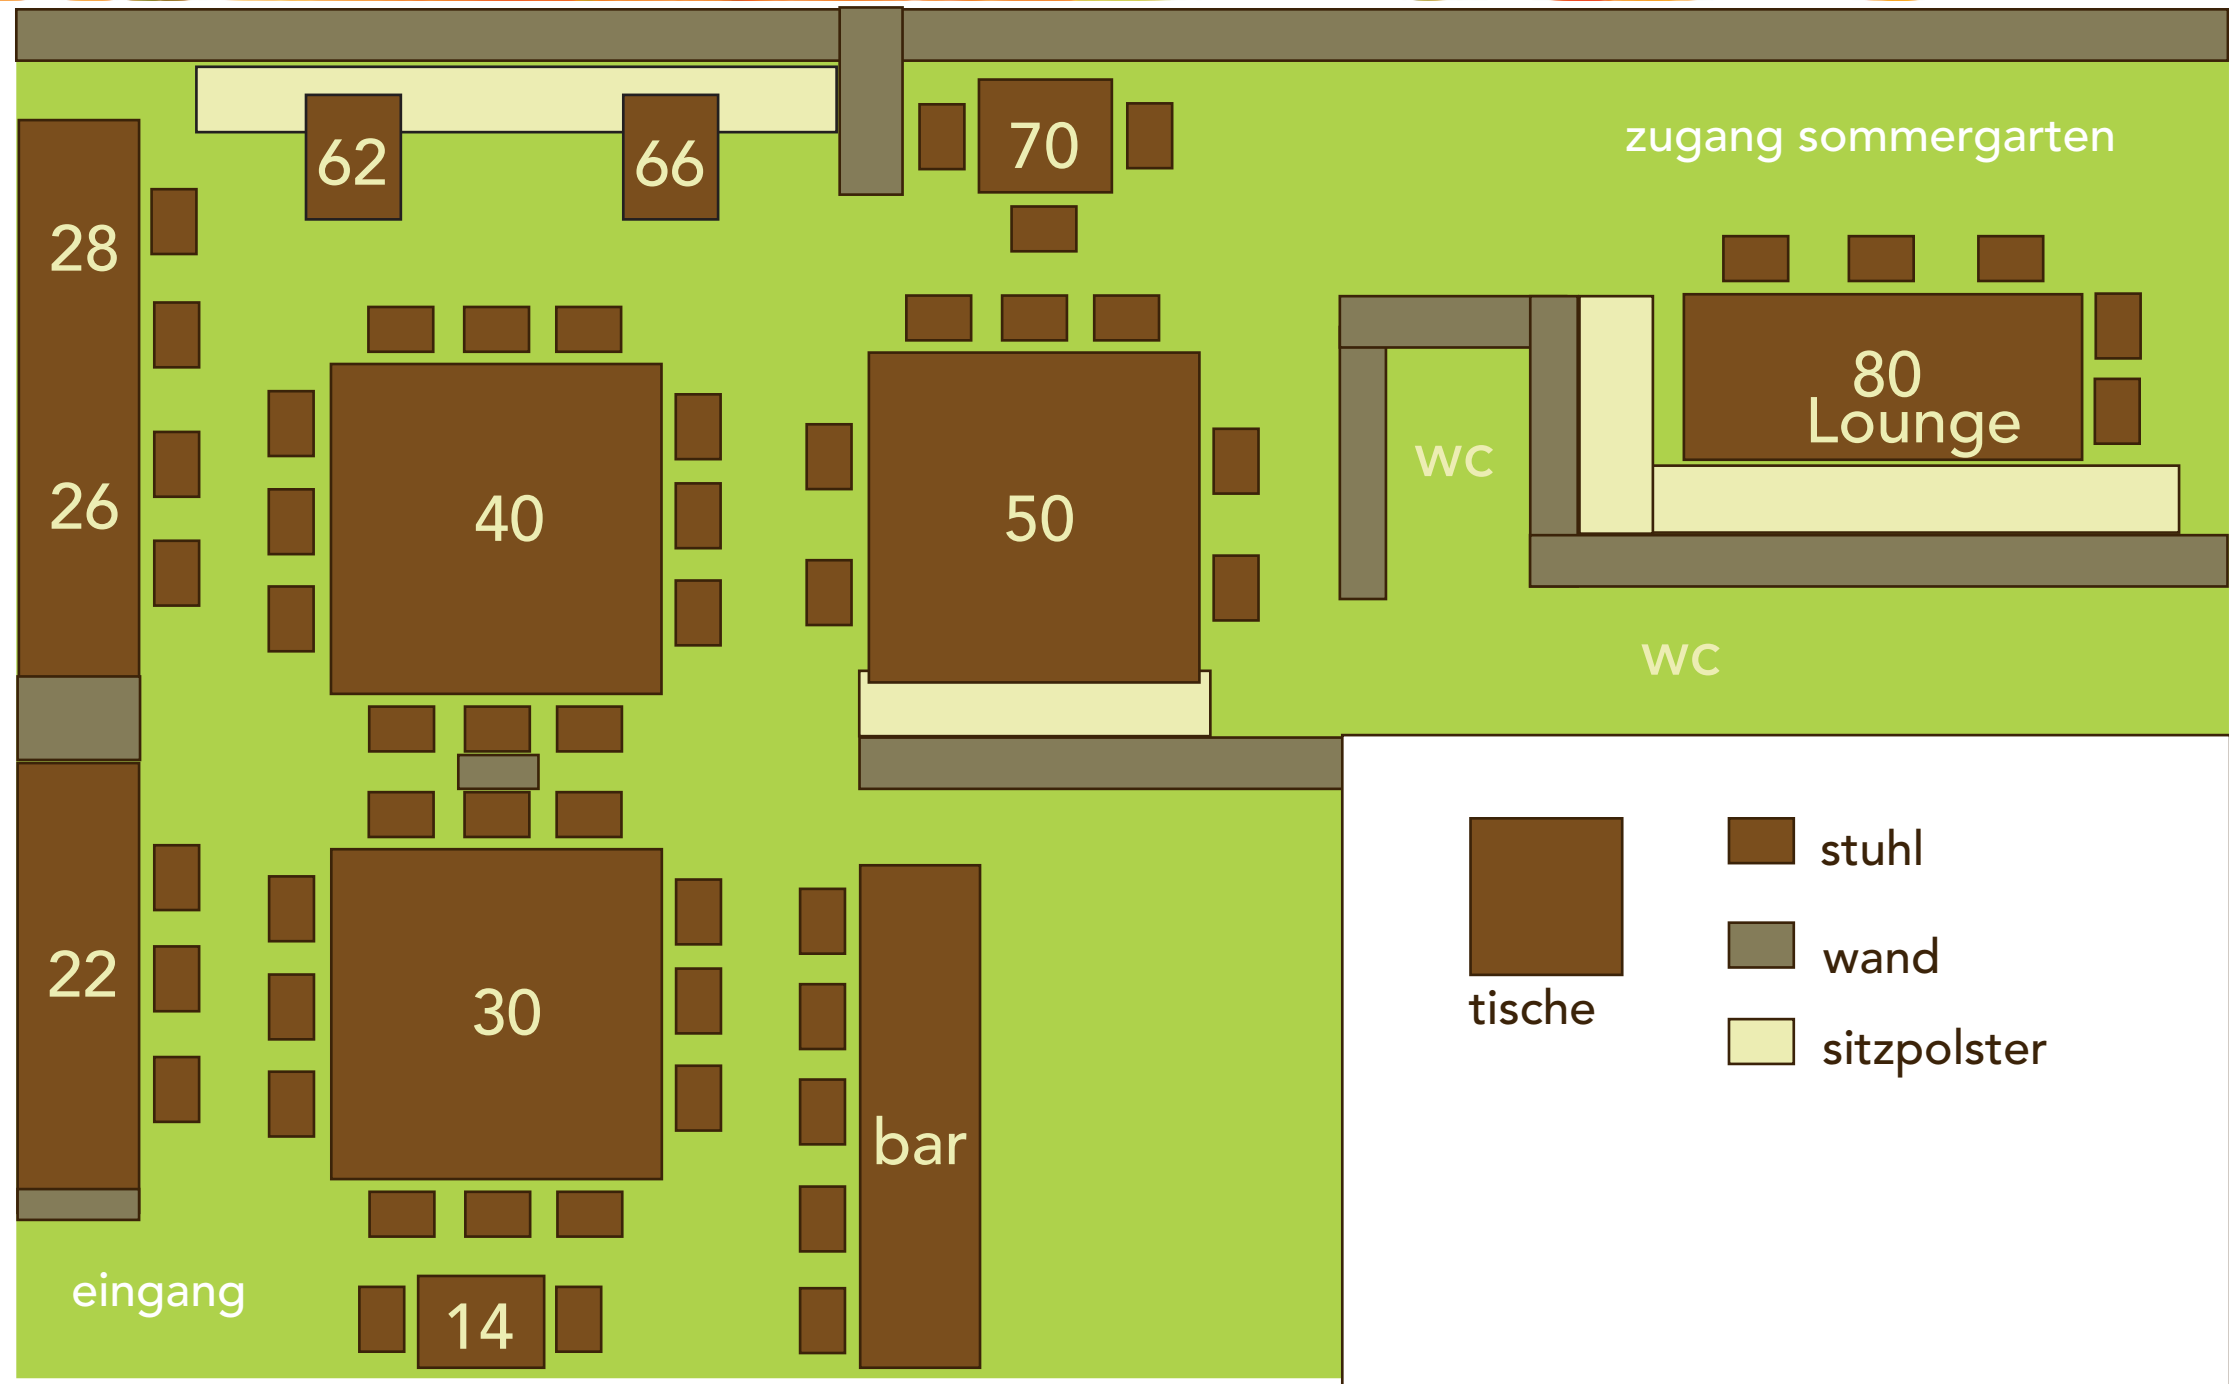 62
66
70
zugang sommergarten
28
26
40
50
80
Lounge
wc
wc
22
30
bar
eingang
14
tische
stuhl
wand
sitzpolster